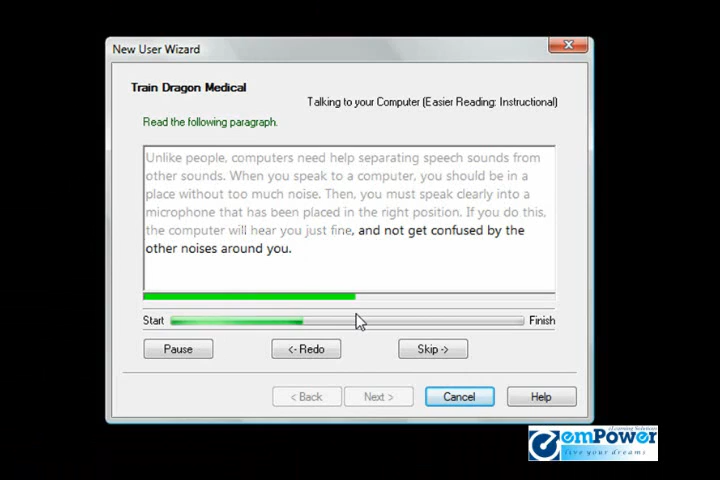 New User Wizard
Train Dragon Medical
Talking to your Computer (Easier Reading: Instructional)
Read the following paragraph.
Unlike people, computers need help separating speech sounds from
other sounds. When you speak to a computer, you should be in a
place without too much noise. Then, you must speak clearly into a
microphone that has been placed in the right position. If you do this,
the computer will hear you just fine, and not get confused by the
other noises around you.
Start
Finish
Pause
<- Redo
Skip ->
< Back
Next >
Cancel
Help
eLearning Solutions
emPower
live your dreams